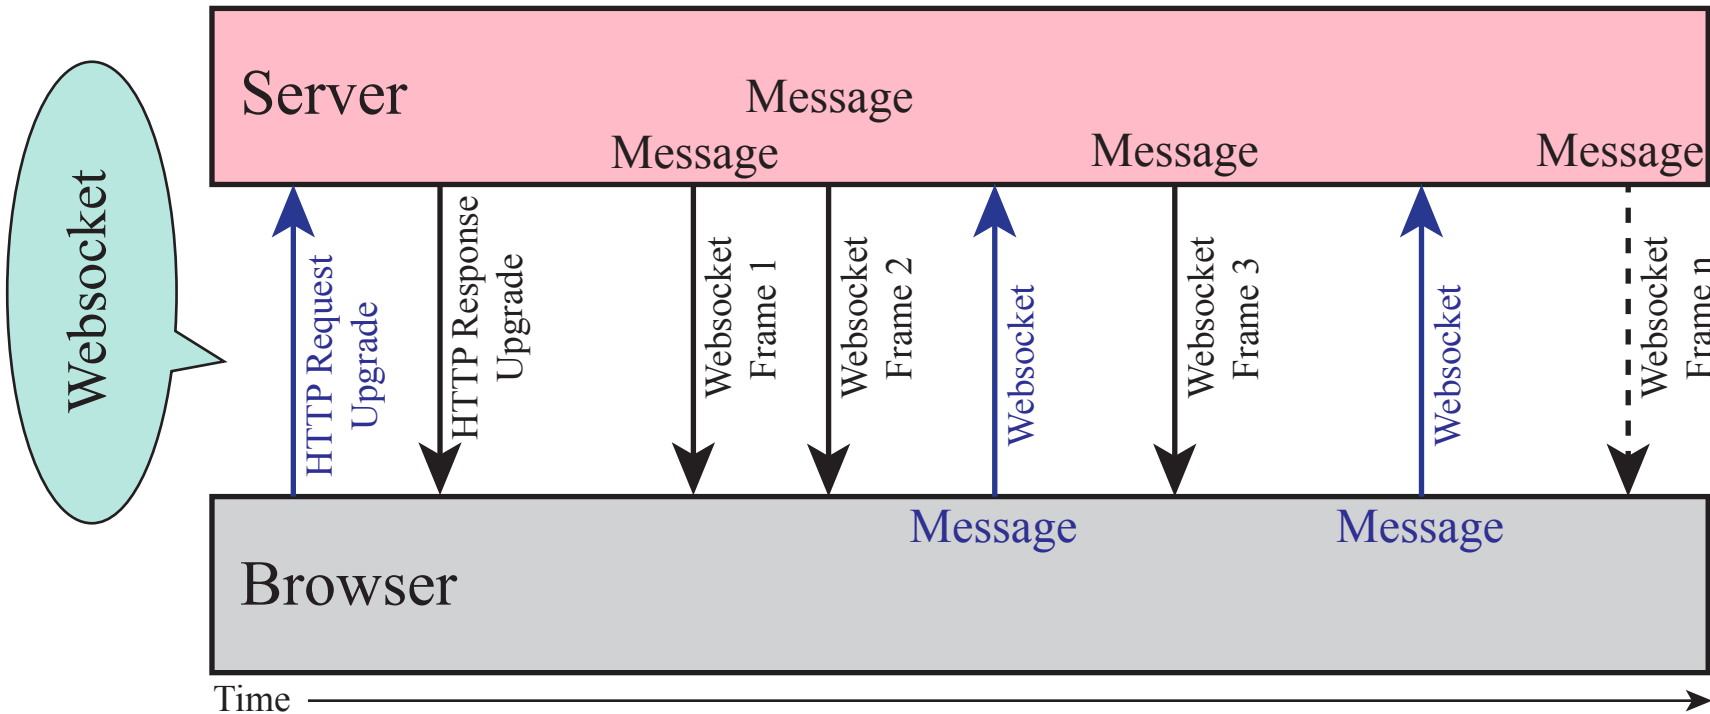 Websocket
Server
Message
Message
Message
Message
HTTP Request
Upgrade
HTTP Response
Upgrade
Websocket
Frame 1
Websocket
Frame 2
Websocket
Websocket
Frame 3
Websocket
Websocket
Frame n
Message
Message
Browser
Time